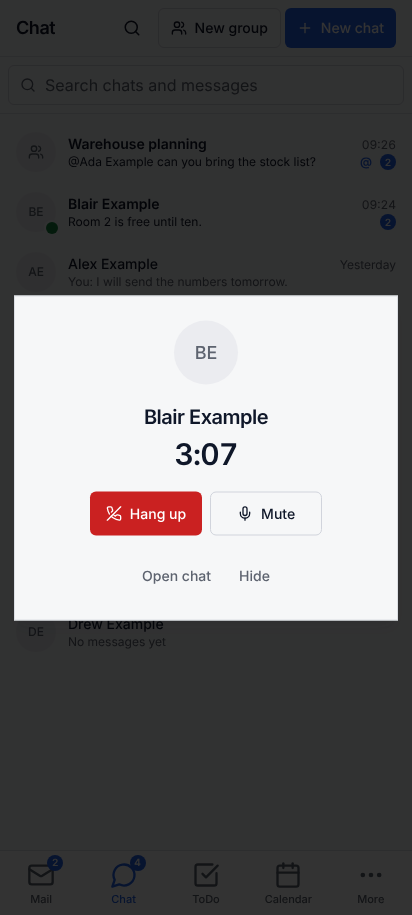 Chat
New group
New chat
Search chats and messages
Warehouse planning
09:26
@Ada Example can you bring the stock list?
@ 2
BE
Blair Example
09:24
Room 2 is free until ten.
2
AE
Alex Example
Yesterday
You: I will send the numbers tomorrow.
BE
Blair Example
3:07
Hang up
Mute
Open chat
Hide
DE
Drew Example
No messages yet
2
4
Mail
Chat
ToDo
Calendar
More